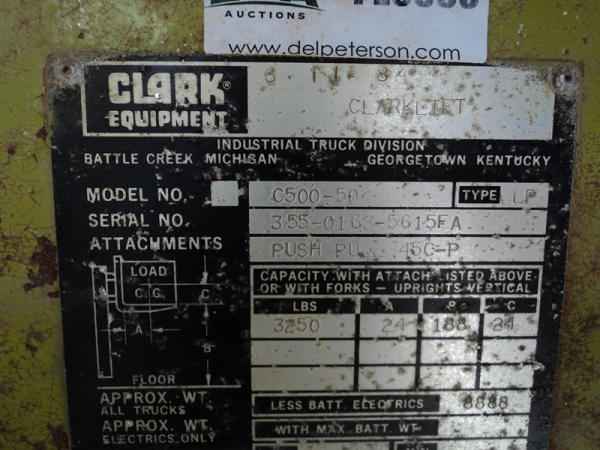 AUCTIONS
www.delpeterson.com
CLARK®
EQUIPMENT
CLARKLIFT
INDUSTRIAL TRUCK DIVISION
BATTLE CREEK MICHIGAN GEORGETOWN KENTUCKY
MODEL NO. C500-50 TYPE LP
SERIAL NO. 355-0163-5615FA
ATTACHMENTS PUSH 45C-P
LOAD
C.G. C
A
B
FLOOR
CAPACITY WITH ATTACH LISTED ABOVE
OR WITH FORKS - UPRIGHTS VERTICAL
LBS A B C
3250 24 188 24
APPROX. WT.
ALL TRUCKS
LESS BATT. ELECTRICS 8888
APPROX. WT.
ELECTRICS ONLY
WITH MAX. BATT. WT